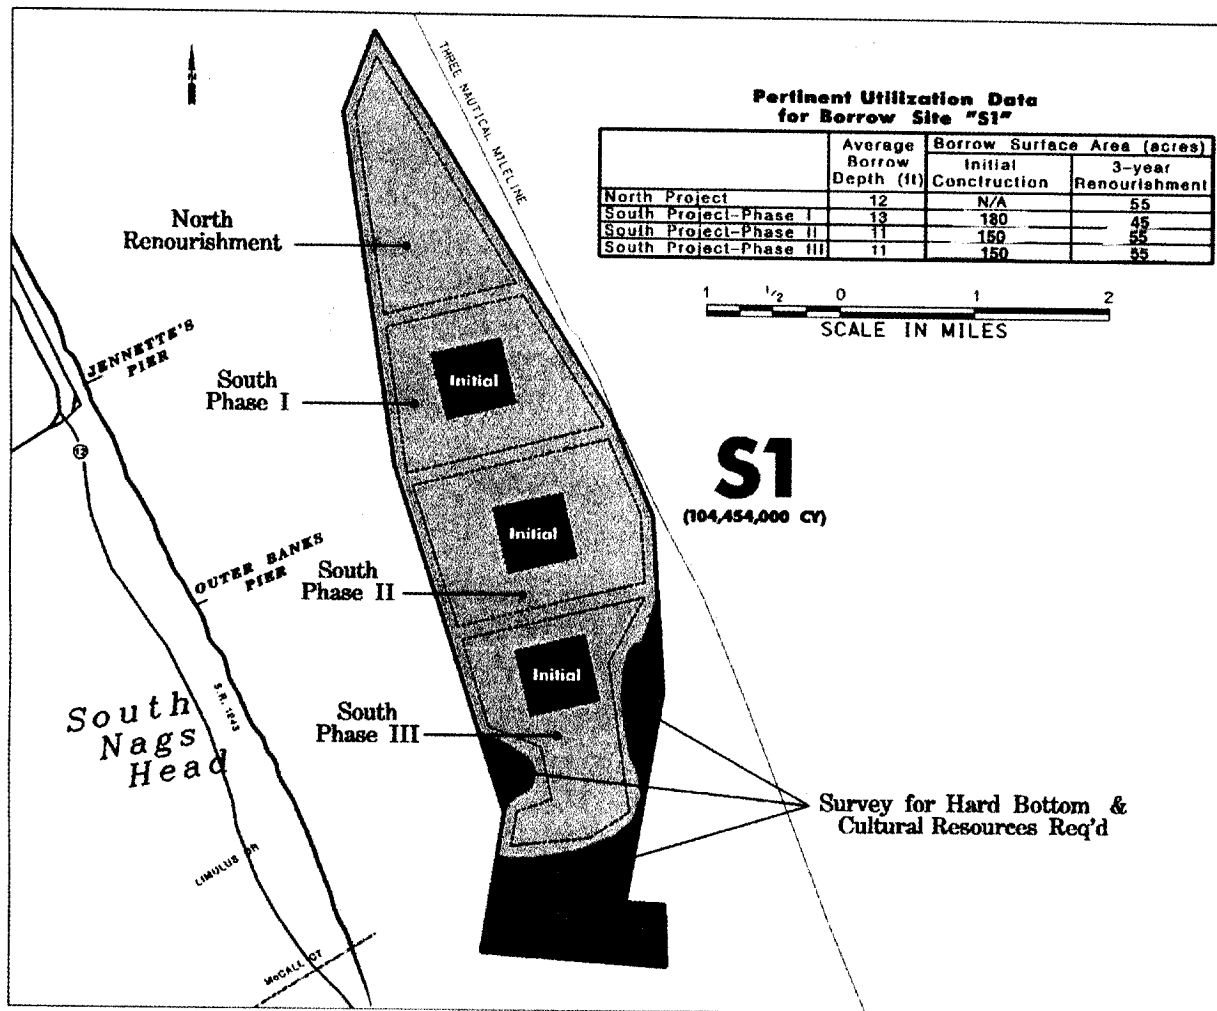 THREE NAUTICAL MILELINE
Pertinent Utilization Data
for Borrow Site "S1"
Average Borrow Depth (ft)
Borrow Surface Area (acres)
Initial Conctruction
3-year Renourishment
North Project 12 N/A 55
South Project-Phase I 13 180 45
South Project-Phase II 11 150 55
South Project-Phase III 11 150 55
1 1/2 0 1 2
SCALE IN MILES
North
Renourishment
JENNETTE'S
PIER
South
Phase I
Initial
12
S1
(104,454,000 CY)
OUTER BANKS
PIER
South
Phase II
Initial
Initial
S.R. 1243
South
Nags
Head
South
Phase III
Survey for Hard Bottom &
Cultural Resources Req'd
LIMULUS DR
McCALL CT